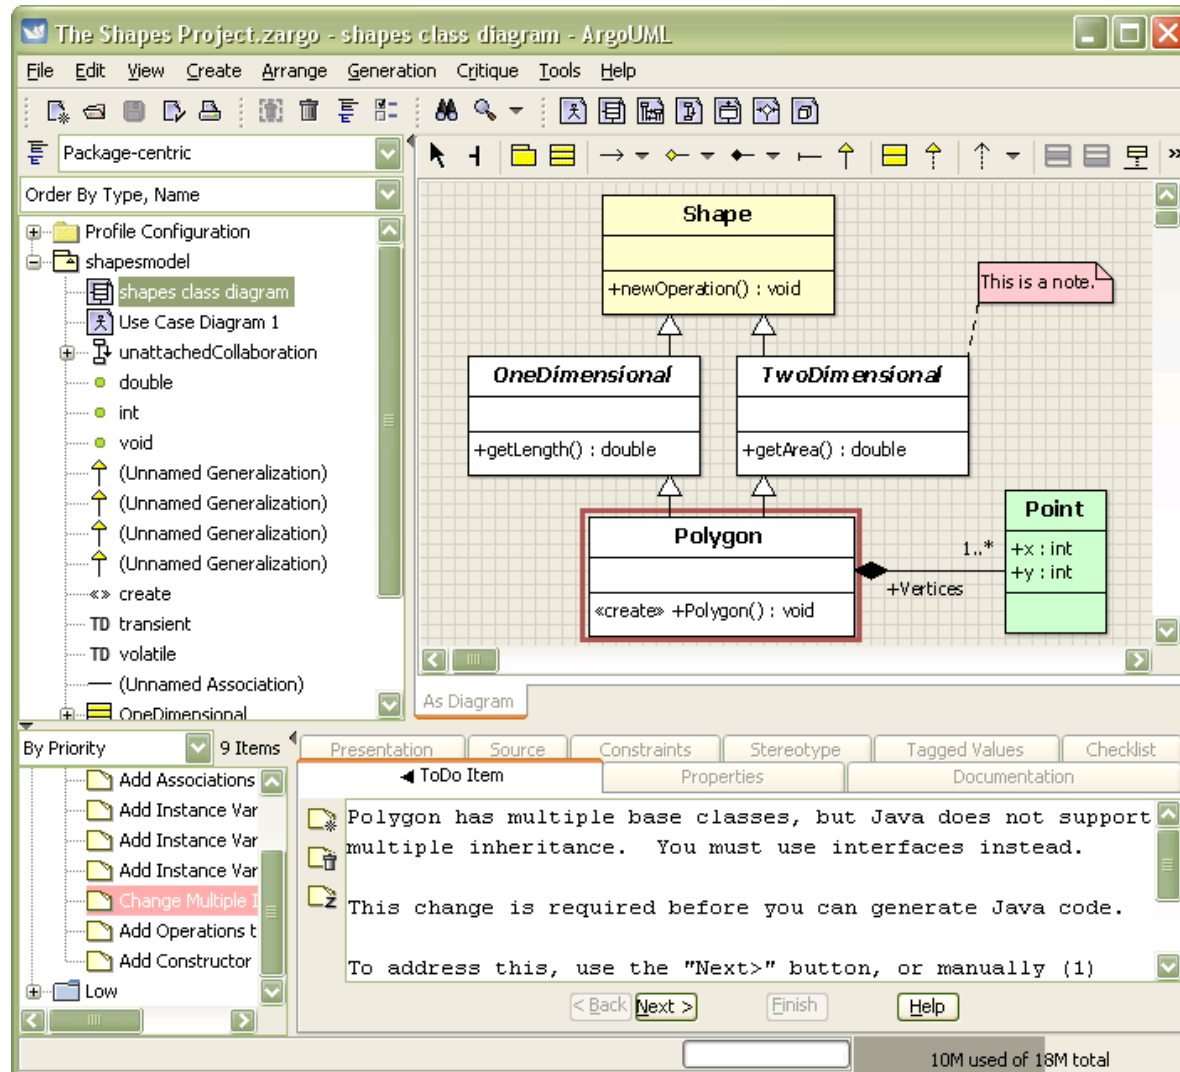 The Shapes Project.zargo - shapes class diagram - ArgoUML
File Edit View Create Arrange Generation Critique Tools Help
Package-centric
Order By Type, Name
Profile Configuration
shapesmodel
shapes class diagram
Use Case Diagram 1
unattachedCollaboration
double
int
void
(Unnamed Generalization)
(Unnamed Generalization)
(Unnamed Generalization)
(Unnamed Generalization)
«» create
TD transient
TD volatile
(Unnamed Association)
OneDimensional
Shape
+newOperation() : void
This is a note.
OneDimensional
+getLength() : double
TwoDimensional
+getArea() : double
Polygon
«create» +Polygon() : void
1..*
+Vertices
Point
+x : int
+y : int
As Diagram
By Priority
9 Items
Add Associations
Add Instance Var
Add Instance Var
Add Instance Var
Change Multiple I
Add Operations t
Add Constructor
Low
Presentation Source Constraints Stereotype Tagged Values Checklist
ToDo Item Properties Documentation
Polygon has multiple base classes, but Java does not support
multiple inheritance. You must use interfaces instead.
This change is required before you can generate Java code.
To address this, use the "Next>" button, or manually (1)
< Back Next > Finish Help
10M used of 18M total